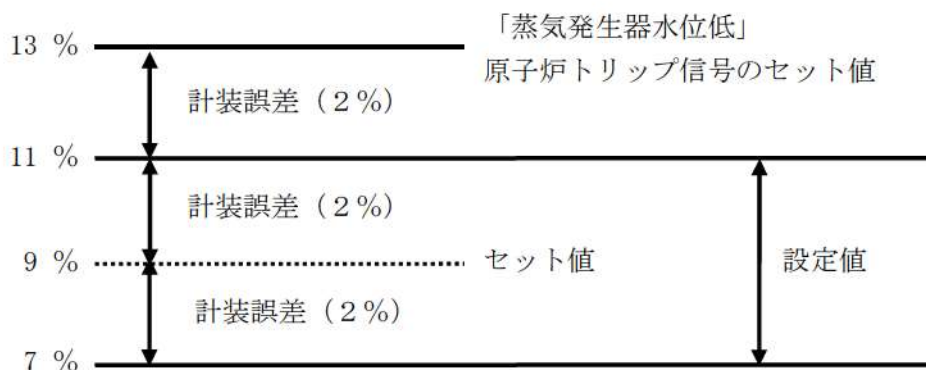 「蒸気発生器水位低」
13 %
原子炉トリップ信号のセット値
計装誤差（２%）
11 %
計装誤差（２%）
9 %
セット値
設定値
計装誤差（２%）
7 %